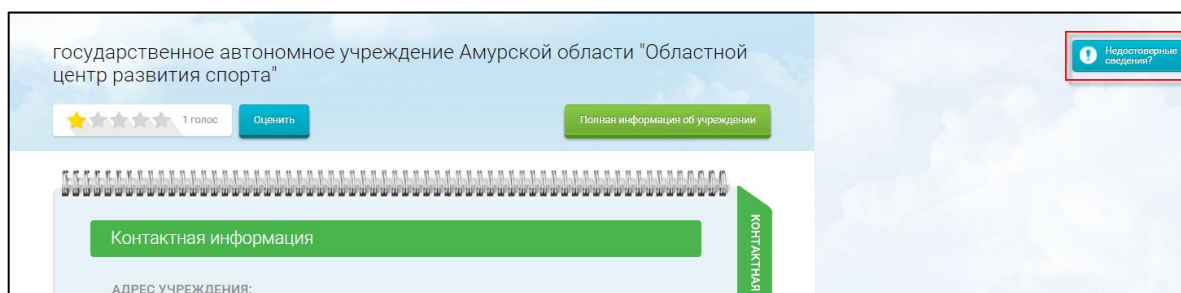 государственное автономное учреждение Амурской области "Областной
центр развития спорта"
Недостоверные
сведения?
1 голос
Оценить
Полная информация об учреждении
Контактная информация
КОНТАКТНАЯ
АДРЕС УЧРЕЖДЕНИЯ: